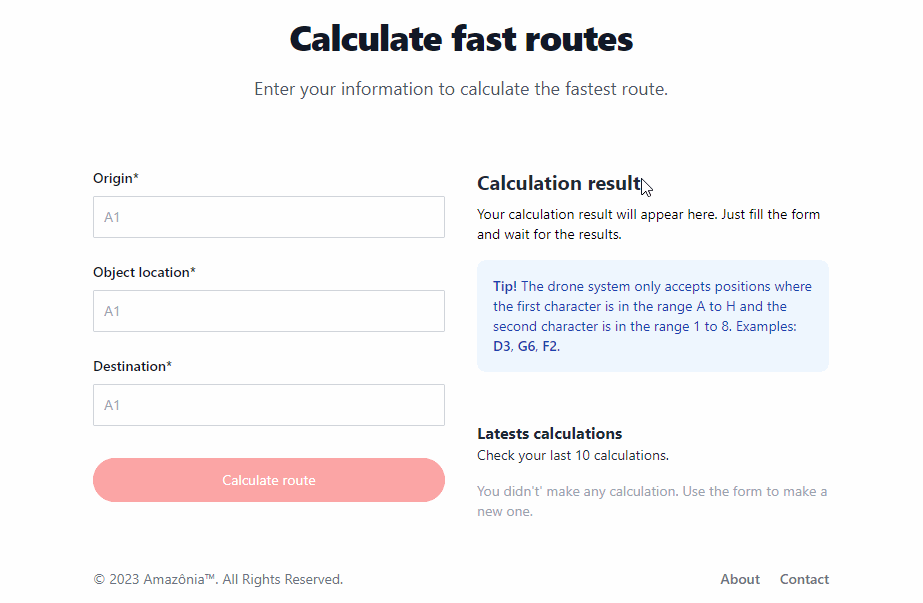 Calculate fast routes
Enter your information to calculate the fastest route.
Origin*
A1
Object location*
A1
Destination*
A1
Calculate route
Calculation result
Your calculation result will appear here. Just fill the form
and wait for the results.
Tip! The drone system only accepts positions where
the first character is in the range A to H and the
second character is in the range 1 to 8. Examples:
D3, G6, F2.
Latests calculations
Check your last 10 calculations.
You didn't' make any calculation. Use the form to make a
new one.
© 2023 Amazônia™. All Rights Reserved.
About
Contact